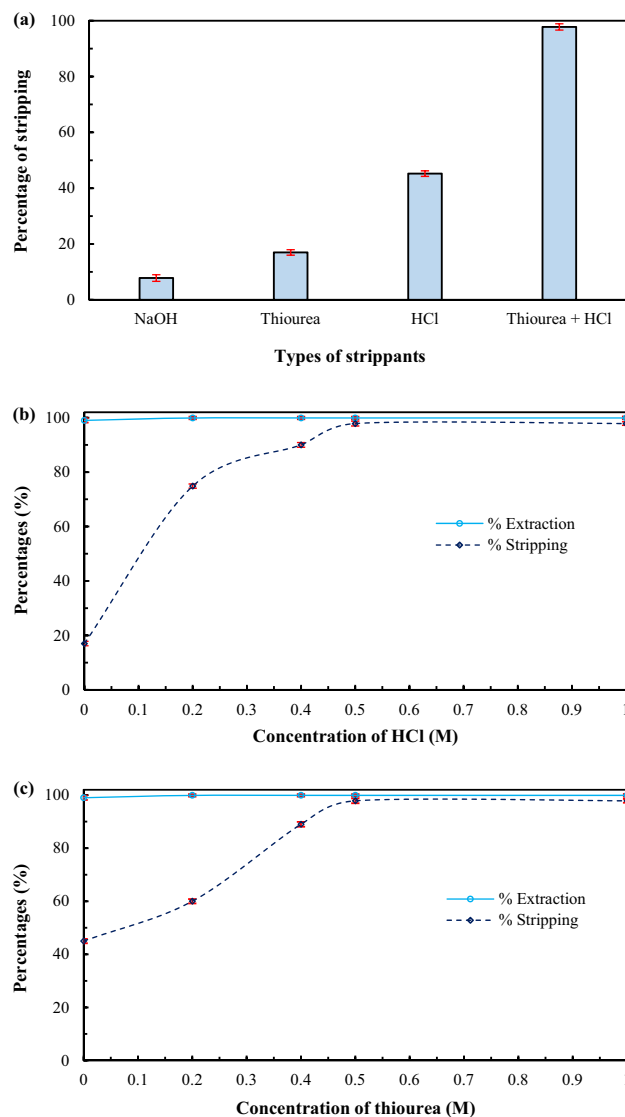 (a)
100
80
60
40
20
0
Percentage of stripping
NaOH Thiourea HCl Thiourea + HCl
Types of strippants
(b)
100
80
60
40
20
0
Percentages (%)
% Extraction
% Stripping
0 0.1 0.2 0.3 0.4 0.5 0.6 0.7 0.8 0.9 1
Concentration of HCl (M)
(c)
100
80
60
40
20
0
Percentages (%)
% Extraction
% Stripping
0 0.1 0.2 0.3 0.4 0.5 0.6 0.7 0.8 0.9 1
Concentration of thiourea (M)